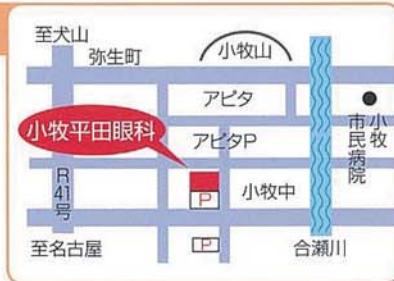 至犬山
弥生町
小牧山
アピタ
小牧平田眼科
アピタP
小牧
市民病院
R41号
P
小牧中
至名古屋
P
合瀬川